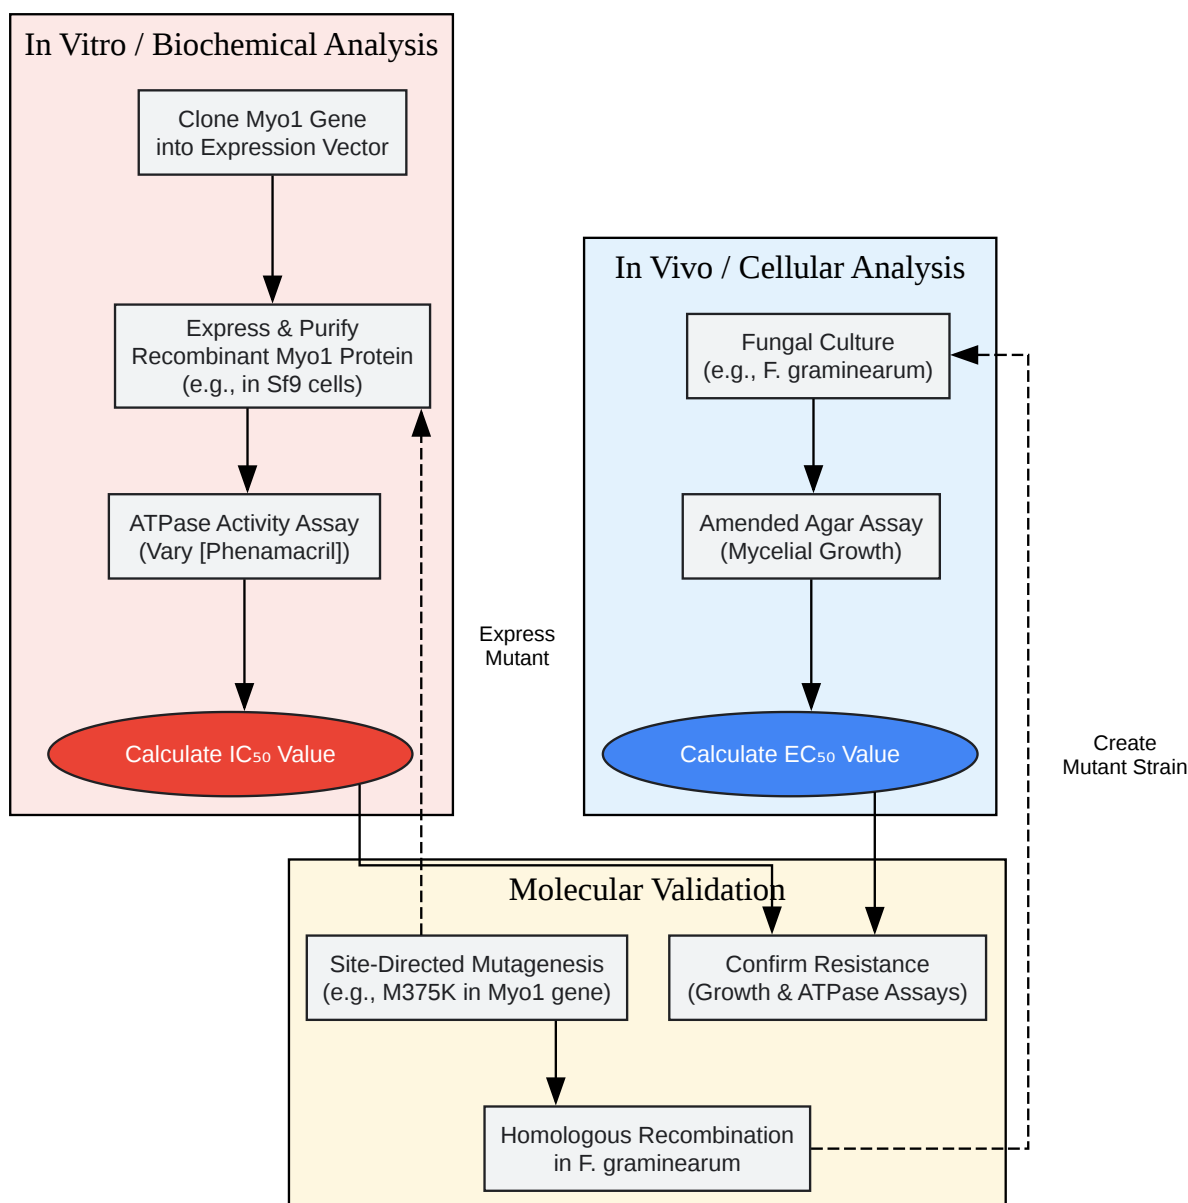 In Vitro / Biochemical Analysis
Clone Myo1 Gene
into Expression Vector
Express & Purify
Recombinant Myo1 Protein
(e.g., in Sf9 cells)
ATPase Activity Assay
(Vary [Phenamacril])
Calculate IC₅₀ Value
Express
Mutant
In Vivo / Cellular Analysis
Fungal Culture
(e.g., F. graminearum)
Amended Agar Assay
(Mycelial Growth)
Calculate EC₅₀ Value
Create
Mutant Strain
Molecular Validation
Site-Directed Mutagenesis
(e.g., M375K in Myo1 gene)
Confirm Resistance
(Growth & ATPase Assays)
Homologous Recombination
in F. graminearum